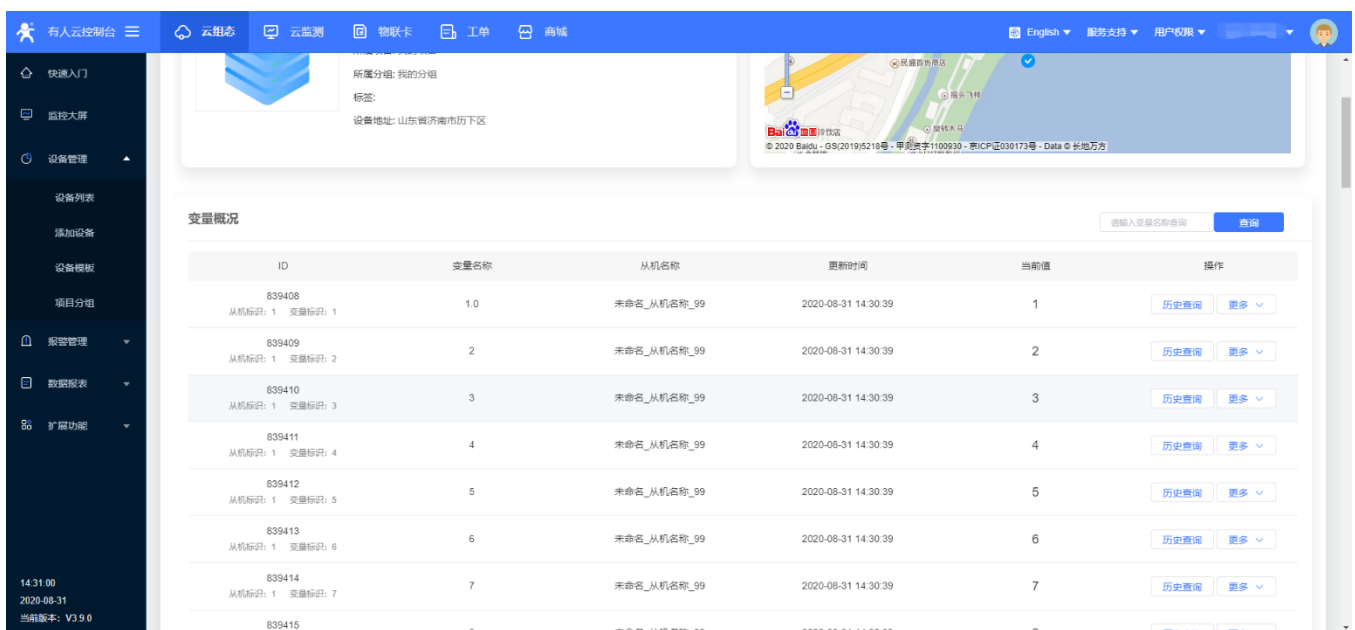 有人云控制台
云组态 云监测 物联卡 工单 商城
English 服务支持 用户权限
快速入门
监控大屏
设备管理
设备列表
添加设备
设备模板
项目分组
报警管理
数据报表
扩展功能
14:31:00
2020-08-31
当前版本：V3.9.0
所属分组: 我的分组
标签:
设备地址: 山东省济南市历下区
民盛百货商店
摇头飞椅
旋转木马
冷饮店
Bai 地图
© 2020 Baidu - GS(2019)5218号 - 甲测资字1100930 - 京ICP证030173号 - Data © 长地万方
变量概况
请输入变量名称查询 查询
ID 变量名称 从机名称 更新时间 当前值 操作
839408
从机标识: 1 变量标识: 1
1.0 未命名_从机名称_99 2020-08-31 14:30:39 1 历史查询 更多
839409
从机标识: 1 变量标识: 2
2 未命名_从机名称_99 2020-08-31 14:30:39 2 历史查询 更多
839410
从机标识: 1 变量标识: 3
3 未命名_从机名称_99 2020-08-31 14:30:39 3 历史查询 更多
839411
从机标识: 1 变量标识: 4
4 未命名_从机名称_99 2020-08-31 14:30:39 4 历史查询 更多
839412
从机标识: 1 变量标识: 5
5 未命名_从机名称_99 2020-08-31 14:30:39 5 历史查询 更多
839413
从机标识: 1 变量标识: 6
6 未命名_从机名称_99 2020-08-31 14:30:39 6 历史查询 更多
839414
从机标识: 1 变量标识: 7
7 未命名_从机名称_99 2020-08-31 14:30:39 7 历史查询 更多
839415